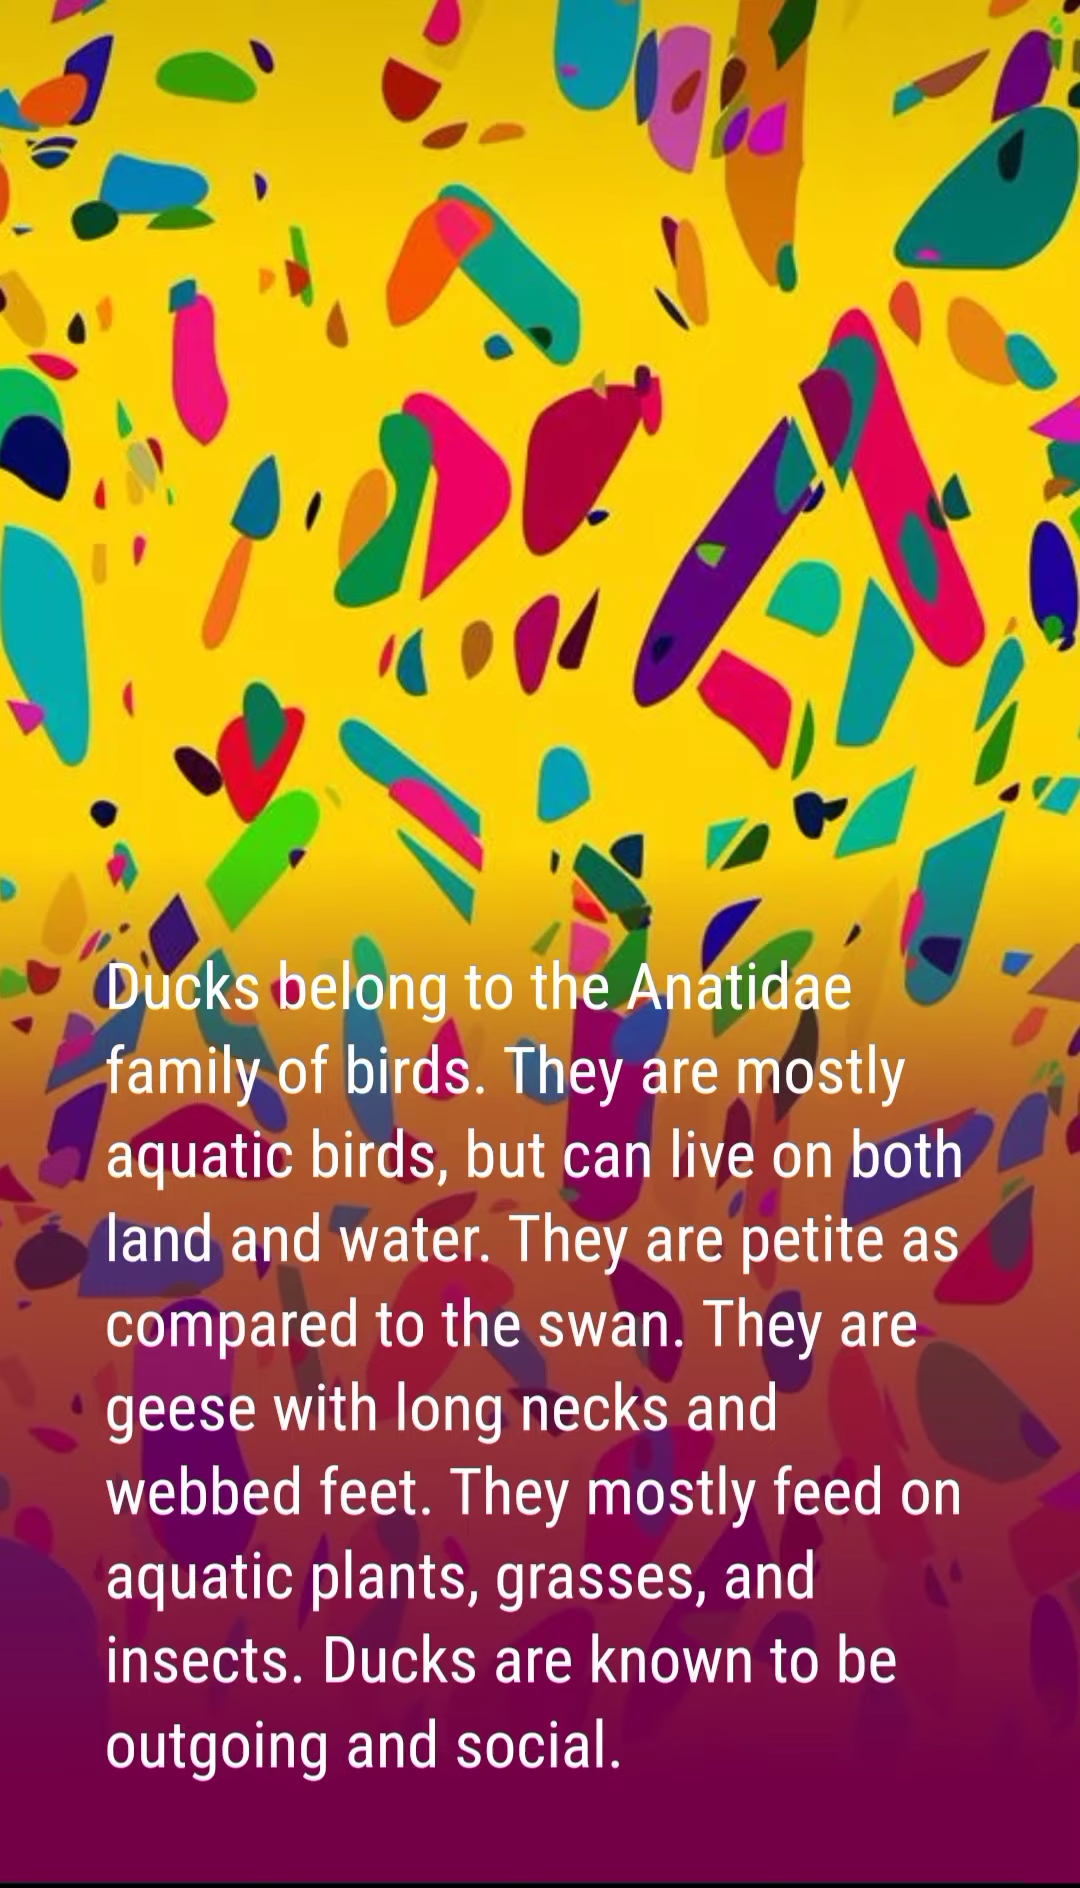 Ducks belong to the Anatidae
family of birds. They are mostly
aquatic birds, but can live on both
land and water. They are petite as
compared to the swan. They are
geese with long necks and
webbed feet. They mostly feed on
aquatic plants, grasses, and
insects. Ducks are known to be
outgoing and social.